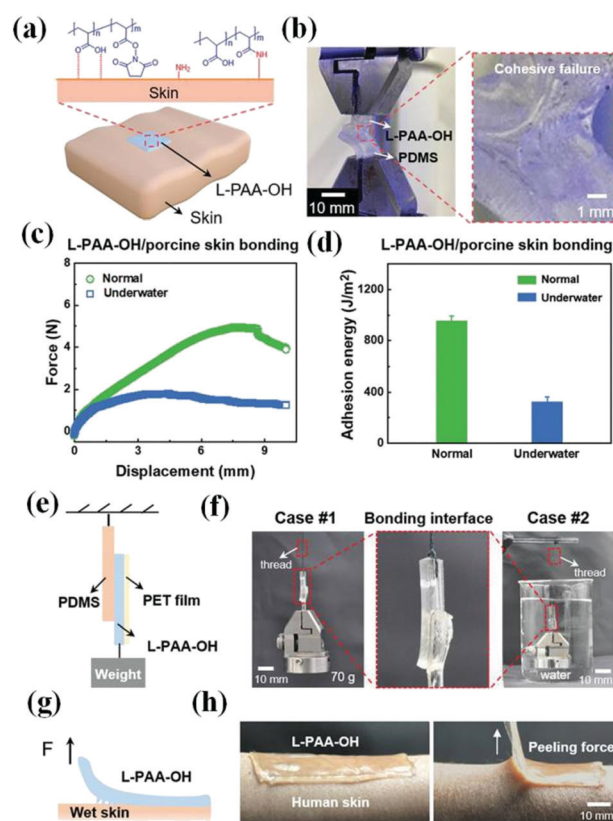 (a)
m
n
m
n
m
O
OH
O
O
O
N
O
NH₂
O
OH
O
NH
Skin
L-PAA-OH
Skin
(b)
Cohesive failure
L-PAA-OH
PDMS
10 mm
1 mm
(c)
L-PAA-OH/porcine skin bonding
Normal
Underwater
Force (N)
8
6
4
2
0
0
3
6
9
Displacement (mm)
(d)
L-PAA-OH/porcine skin bonding
Normal
Underwater
Adhesion energy (J/m²)
1200
800
400
0
Normal
Underwater
(e)
PDMS
PET film
L-PAA-OH
Weight
(f)
Case #1
Bonding interface
Case #2
thread
thread
10 mm
70 g
water
10 mm
(g)
F
L-PAA-OH
Wet skin
(h)
L-PAA-OH
Human skin
Peeling force
10 mm